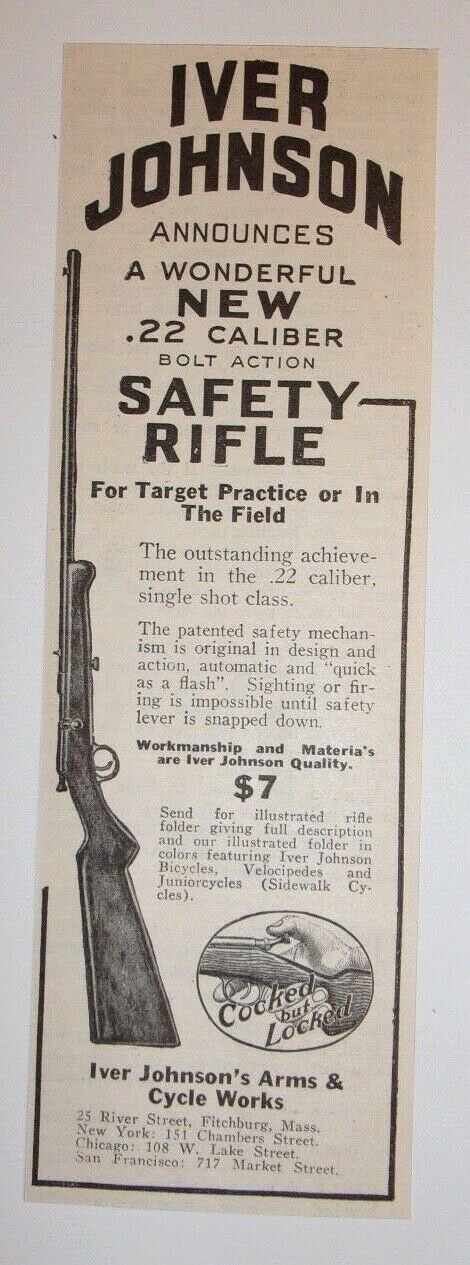 IVER
JOHNSON
ANNOUNCES
A WONDERFUL
NEW
.22 CALIBER
BOLT ACTION
SAFETY
RIFLE
For Target Practice or In
The Field
The outstanding achieve-
ment in the .22 caliber,
single shot class.
The patented safety mechan-
ism is original in design and
action, automatic and "quick
as a flash". Sighting or fir-
ing is impossible until safety
lever is snapped down.
Workmanship and Materia's
are Iver Johnson Quality.
$7
Send for illustrated rifle
folder giving full description
and our illustrated folder in
colors featuring Iver Johnson
Bicycles, Velocipedes and
Juniorcycles (Sidewalk Cy-
cles).
Cocked
but
Locked
Iver Johnson's Arms &
Cycle Works
25 River Street, Fitchburg, Mass.
New York: 151 Chambers Street.
Chicago: 108 W. Lake Street.
San Francisco: 717 Market Street.